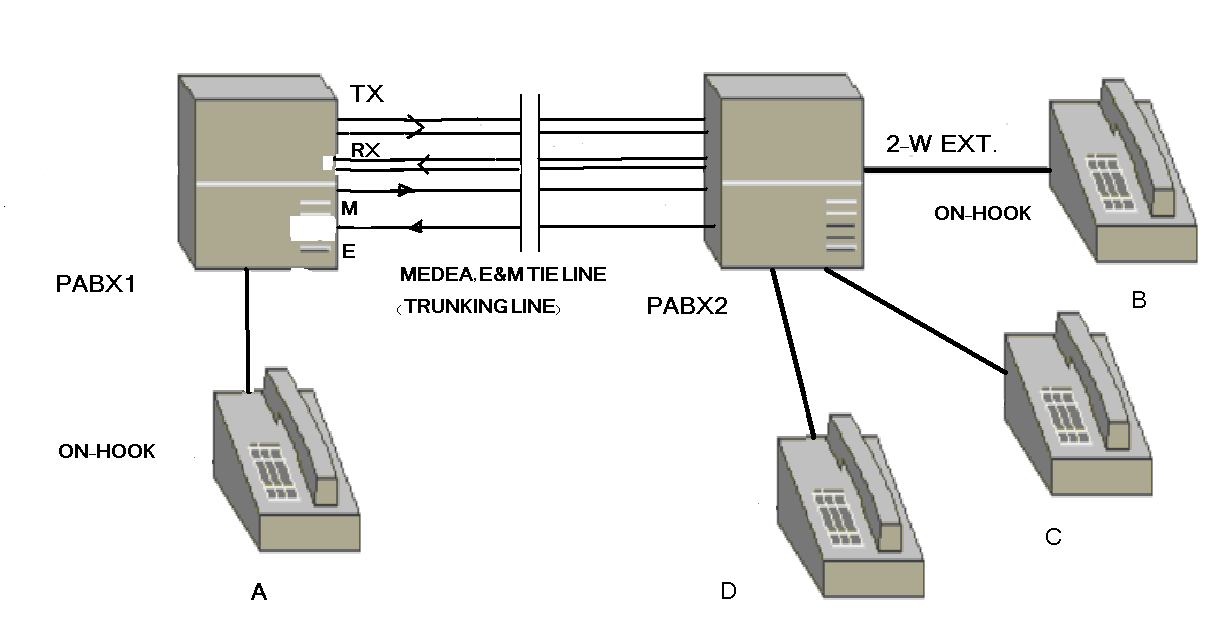 TX
RX
2-W EXT.
M
ON-HOOK
E
MEDEA, E&M TIE LINE
PABX1
( TRUNKING LINE)
PABX2
B
ON-HOOK
C
A
D